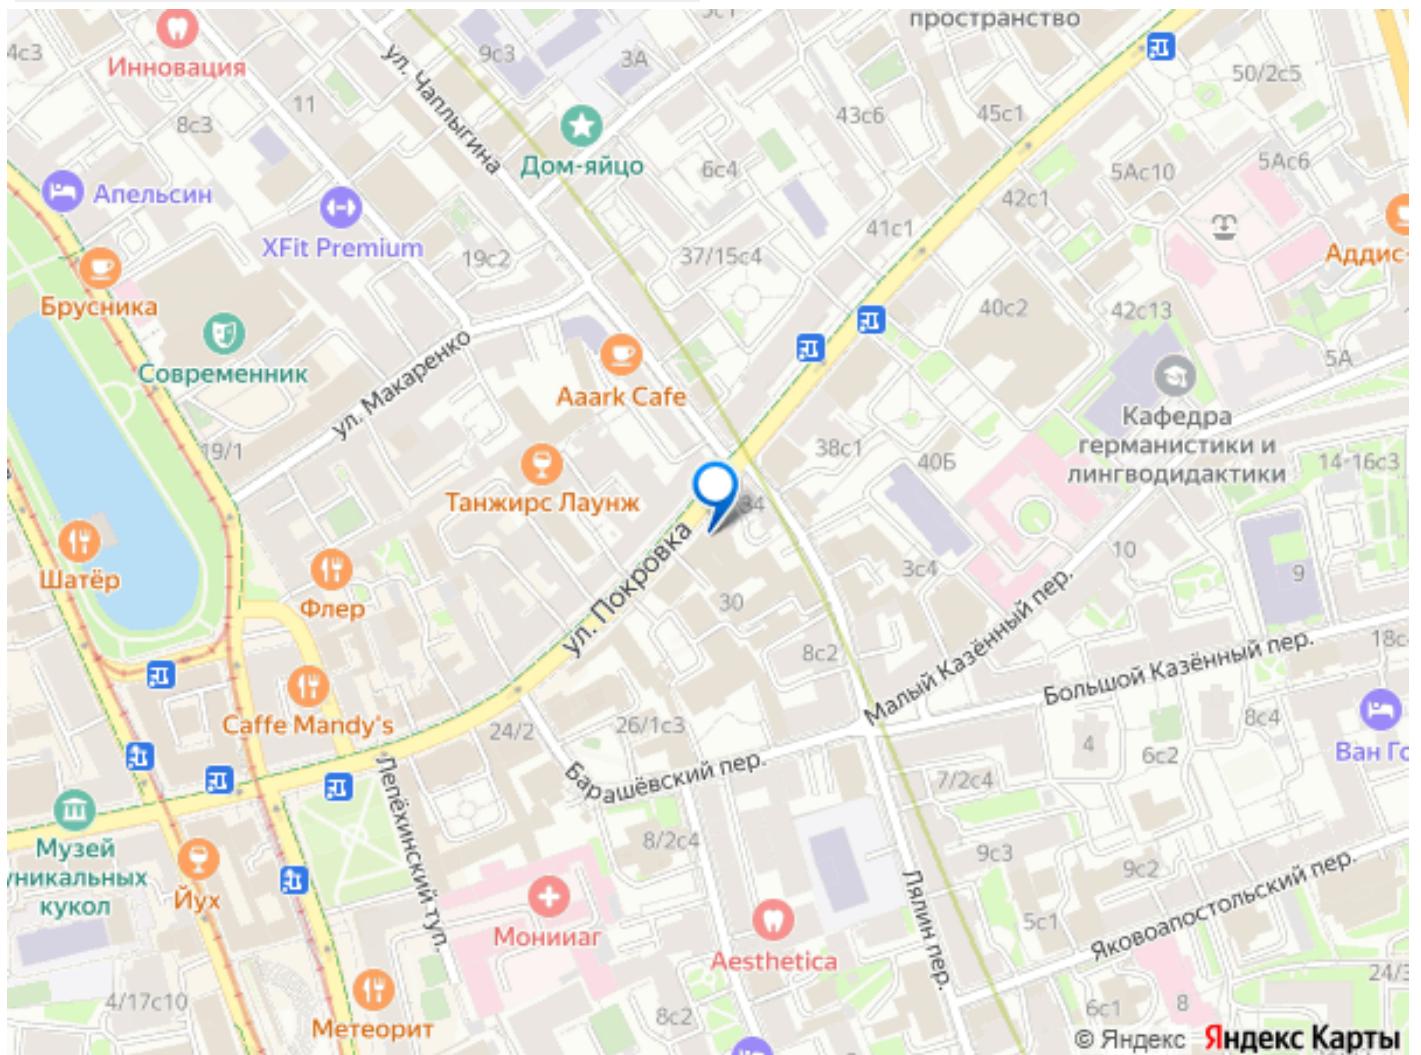 пространство
4с3
Инновация
9с3
3А
50/2с5
11
ул. Чаплыгина
43с6
45с1
8с3
Дом-яйцо
6с4
5Ас10
5Ас6
Апельсин
42с1
XFit Premium
41с1
19с2
37/15с4
Аддис-
Брусника
40с2
42с13
Современник
ул. Макаренко
5А
Aaark Cafe
Кафедра
германистики и
лингводидактики
19/1
38с1
40Б
14-16с3
Танжирс Лаунж
34
ул. Покровка
Шатёр
10
3с4
9
Флер
30
Малый Казённый пер.
8с2
Большой Казённый пер.
18с
Caffe Mandy's
24/2
26/1с3
8с4
4
6с2
Ван Го
Барашёвский пер.
7/2с4
Лепёхинский туп.
Музей
уникальных
кукол
8/2с4
9с3
9с2
Йух
Лялин пер.
Яковоапостольский пер.
Мониаг
5с1
Aesthetica
4/17с10
24/3
Метеорит
8с2
6с1
8
© Яндекс Яндекс Карты